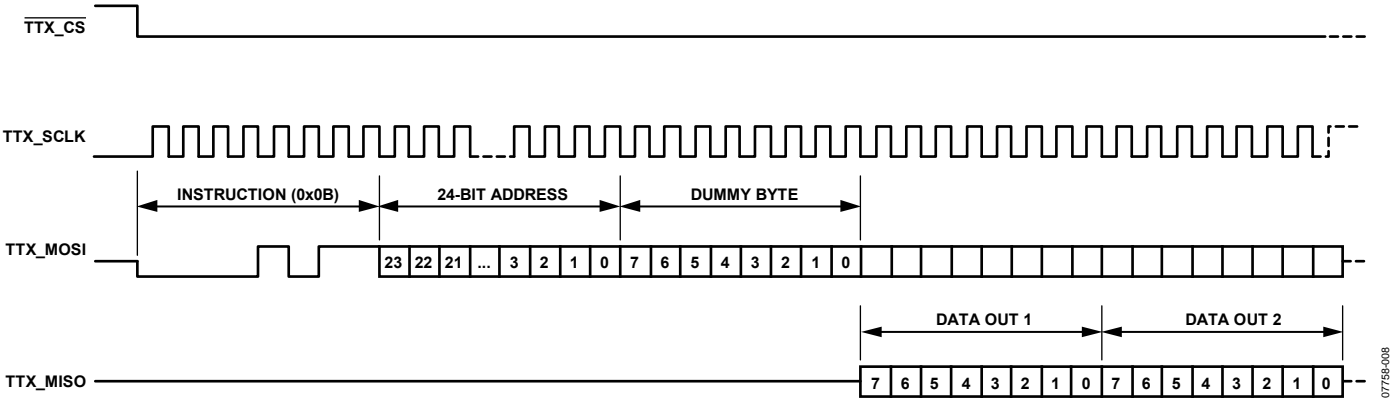 TTX_CS
TTX_SCLK
INSTRUCTION (0x0B) 24-BIT ADDRESS DUMMY BYTE
TTX_MOSI 23 22 21 ... 3 2 1 0 7 6 5 4 3 2 1 0
DATA OUT 1 DATA OUT 2
TTX_MISO 7 6 5 4 3 2 1 0 7 6 5 4 3 2 1 0
07758-008